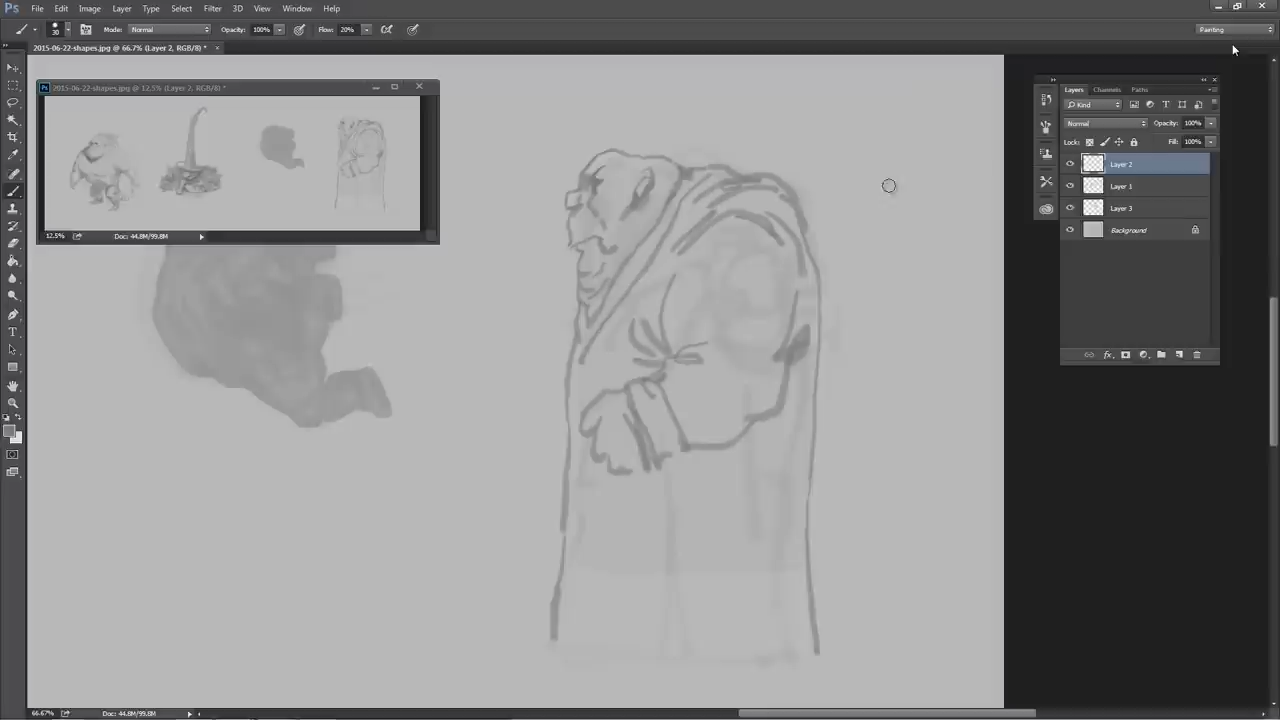 Ps File Edit Image Layer Type Select Filter 3D View Window Help
30 Mode: Normal Opacity: 100% Flow: 20% Painting
2015-06-22-shapes.jpg @ 66.7% (Layer 2, RGB/8) * ×
Ps 2015-06-22-shapes.jpg @ 12.5% (Layer 2, RGB/8) *
12.5% Doc: 44.8M/99.8M
Layers Channels Paths
Kind
Normal Opacity: 100%
Lock: Fill: 100%
Layer 2
Layer 1
Layer 3
Background
fx
T
66.67% Doc: 44.8M/99.8M